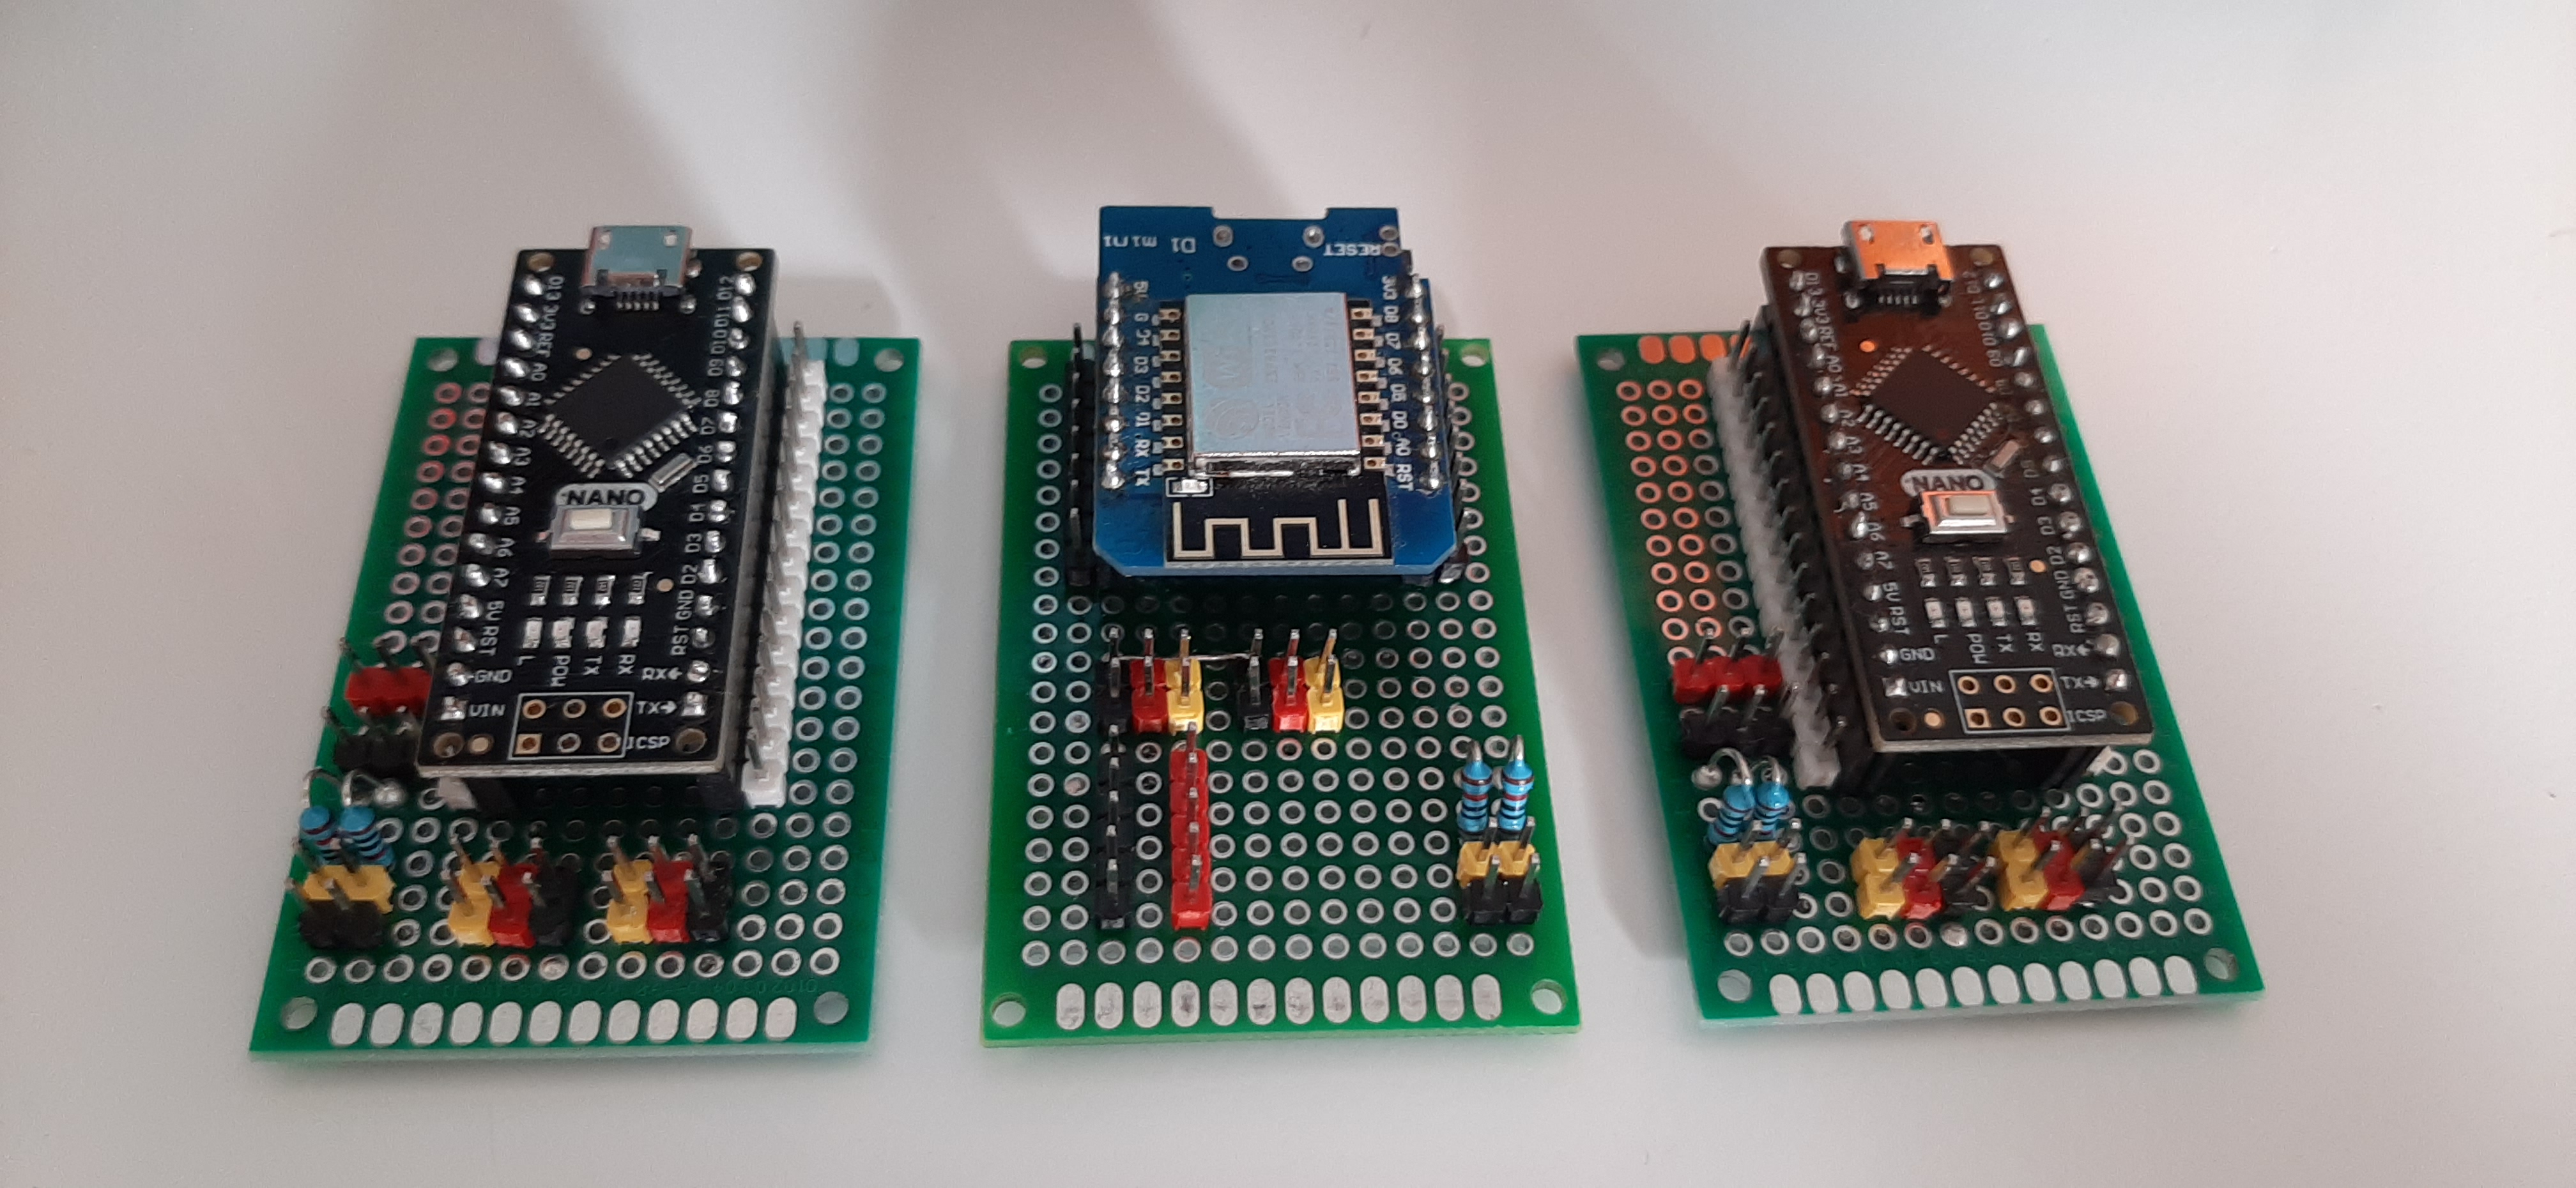 D13
3V3
REF
A0
A1
A2
A3
A4
A5
A6
A7
5V
RST
GND
VIN
D12
D11
D10
D9
D8
D7
D6
D5
D4
D3
D2
GND
RST
RX
TX
NANO
L
POW
TX
RX
ICSP
D1 mini
RESET
5V
G
D4
D3
D2
D1
RX
TX
3V3
D8
D7
D6
D5
D0
A0
RST
D13
3V3
REF
A0
A1
A2
A3
A4
A5
A6
A7
5V
RST
GND
VIN
D12
D11
D10
D9
D4
D3
D2
GND
RST
RX
TX
NANO
L
POW
TX
RX
ICSP